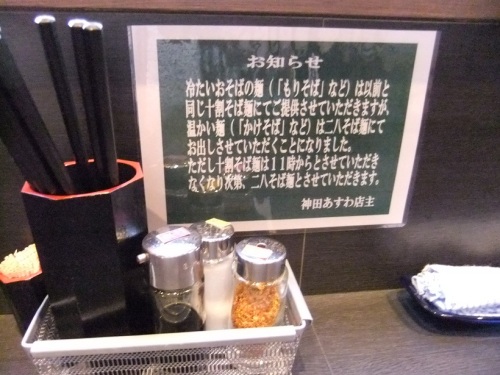 お知らせ
冷たいおそばの麺(「もりそば」など)は以前と
同じ十割そば麺にてご提供させていただきますが、
温かい麺(「かけそば」など)は二八そば麺にて
お出しさせていただくことになりました。
ただし十割そば麺は11時からとさせていただき
なくなり次第、二八そば麺とさせていただきます。
神田あすわ店主